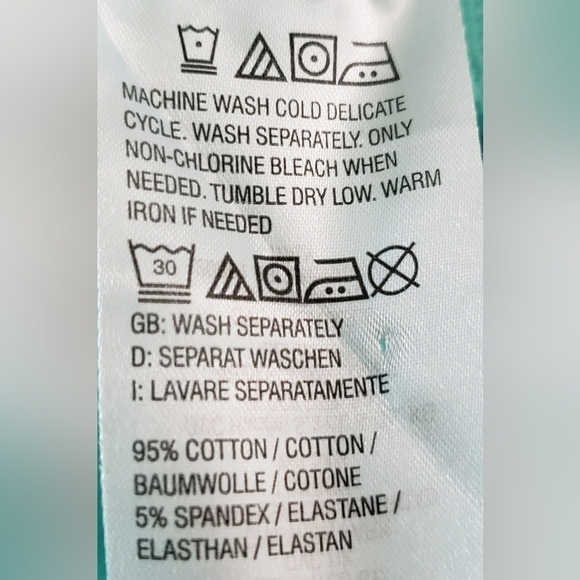 MACHINE WASH COLD DELICATE
CYCLE. WASH SEPARATELY. ONLY
NON-CHLORINE BLEACH WHEN
NEEDED. TUMBLE DRY LOW. WARM
IRON IF NEEDED
30
GB: WASH SEPARATELY
D: SEPARAT WASCHEN
I: LAVARE SEPARATAMENTE
95% COTTON / COTTON /
BAUMWOLLE / COTONE
5% SPANDEX / ELASTANE /
ELASTHAN / ELASTAN